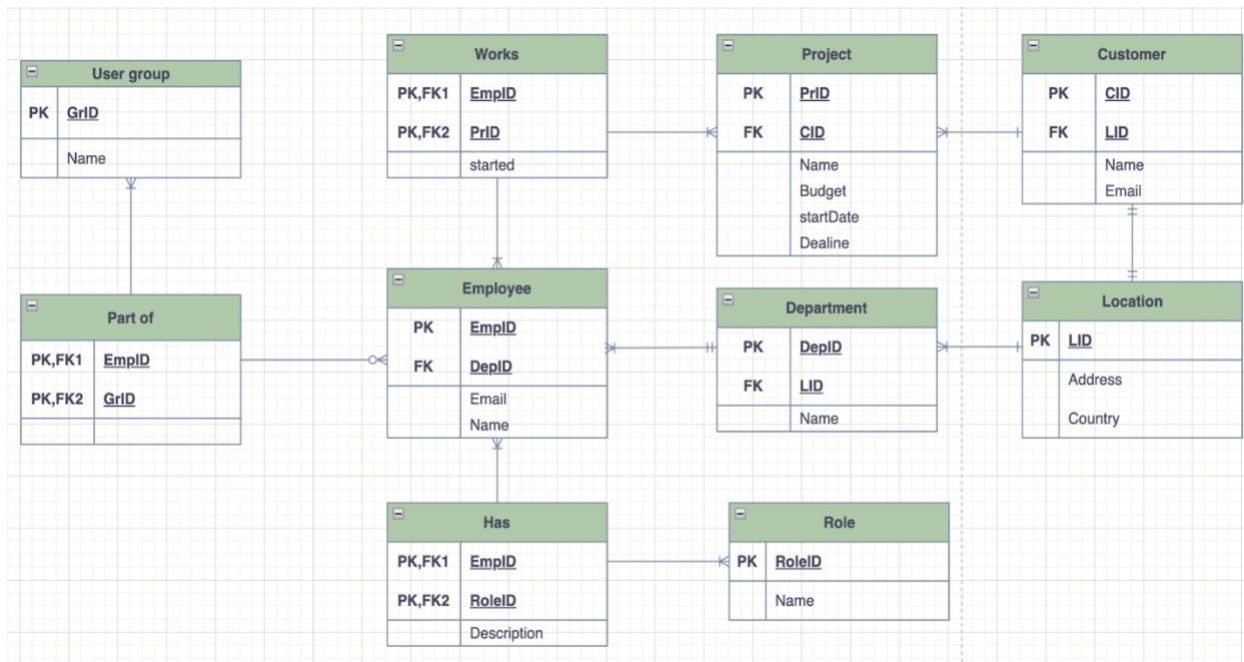 User group
PK GrID
Name
Works
PK,FK1 EmpID
PK,FK2 PrID
started
Project
PK PrID
FK CID
Name
Budget
startDate
Dealine
Customer
PK CID
FK LID
Name
Email
Part of
PK,FK1 EmpID
PK,FK2 GrID
Employee
PK EmpID
FK DepID
Email
Name
Department
PK DepID
FK LID
Name
Location
PK LID
Address
Country
Has
PK,FK1 EmpID
PK,FK2 RoleID
Description
Role
PK RoleID
Name